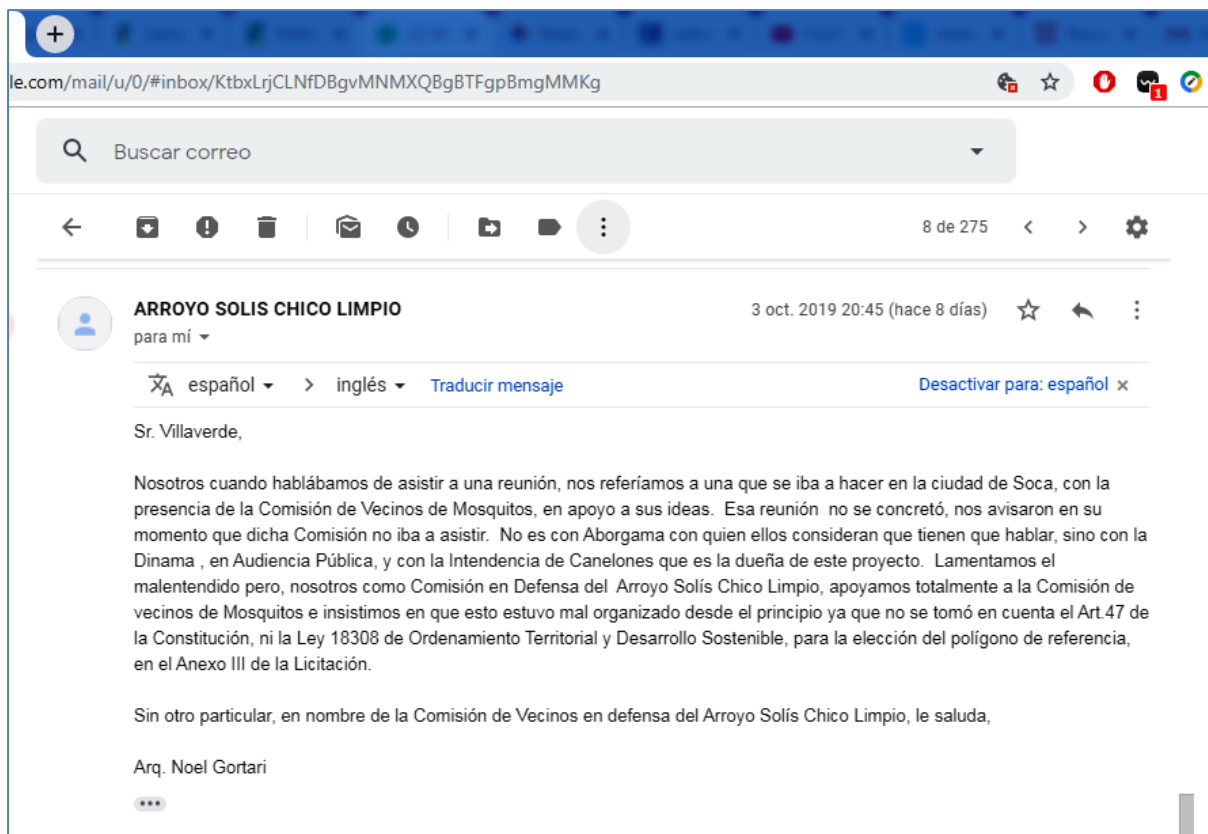 le.com/mail/u/0/#inbox/KtbxLrjCLNfDBgvMNMXQBgBTFgpBmgMMKg
1
Buscar correo
8 de 275
ARROYO SOLIS CHICO LIMPIO
3 oct. 2019 20:45 (hace 8 días)
para mí
español > inglés Traducir mensaje
Desactivar para: español ×
Sr. Villaverde,
Nosotros cuando hablábamos de asistir a una reunión, nos referíamos a una que se iba a hacer en la ciudad de Soca, con la
presencia de la Comisión de Vecinos de Mosquitos, en apoyo a sus ideas. Esa reunión no se concretó, nos avisaron en su
momento que dicha Comisión no iba a asistir. No es con Aborgama con quien ellos consideran que tienen que hablar, sino con la
Dinama , en Audiencia Pública, y con la Intendencia de Canelones que es la dueña de este proyecto. Lamentamos el
malentendido pero, nosotros como Comisión en Defensa del Arroyo Solís Chico Limpio, apoyamos totalmente a la Comisión de
vecinos de Mosquitos e insistimos en que esto estuvo mal organizado desde el principio ya que no se tomó en cuenta el Art.47 de
la Constitución, ni la Ley 18308 de Ordenamiento Territorial y Desarrollo Sostenible, para la elección del polígono de referencia,
en el Anexo III de la Licitación.
Sin otro particular, en nombre de la Comisión de Vecinos en defensa del Arroyo Solís Chico Limpio, le saluda,
Arq. Noel Gortari